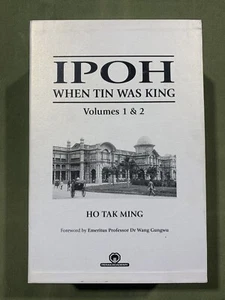 IPOH
WHEN TIN WAS KING
Volumes 1 & 2
HO TAK MING
Foreword by Emeritus Professor Dr Wang Gungwu